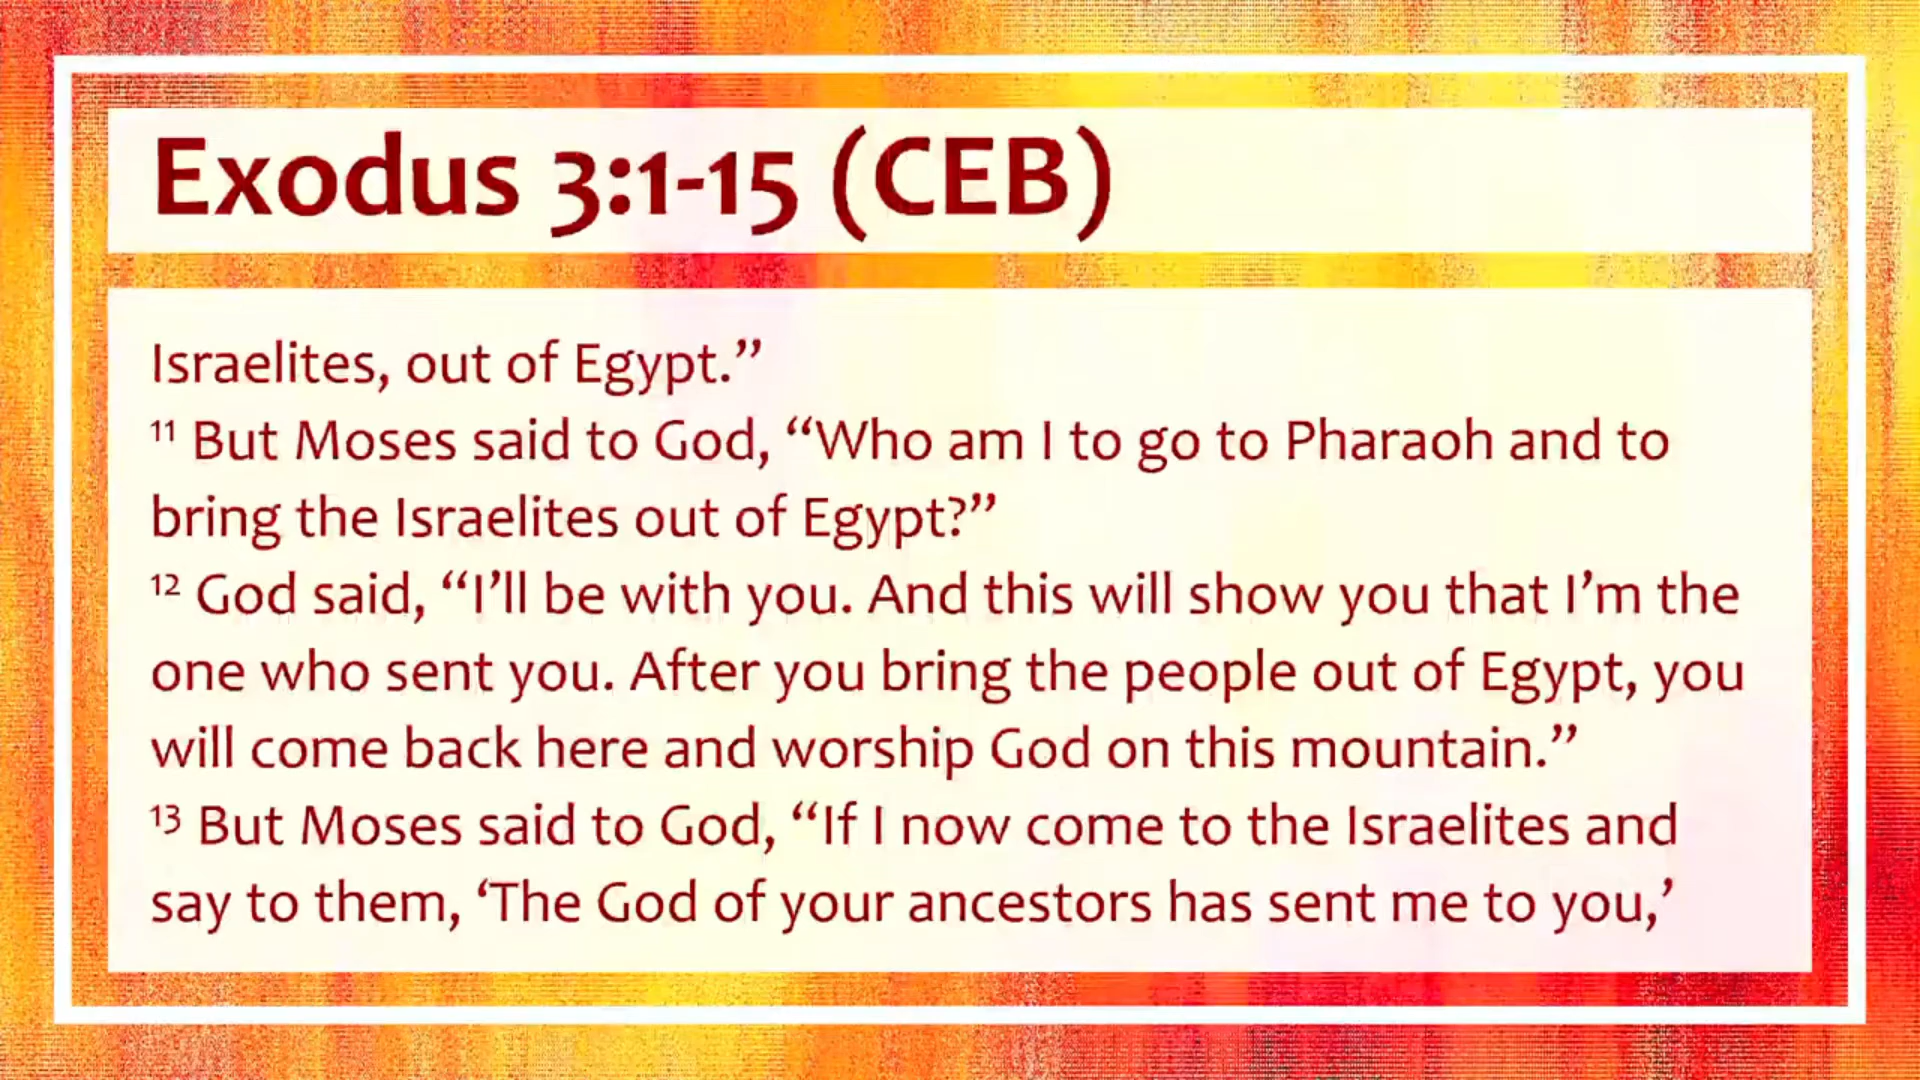 Exodus 3:1-15 (CEB)
Israelites, out of Egypt.”
¹¹ But Moses said to God, “Who am I to go to Pharaoh and to
bring the Israelites out of Egypt?”
¹² God said, “I’ll be with you. And this will show you that I’m the
one who sent you. After you bring the people out of Egypt, you
will come back here and worship God on this mountain.”
¹³ But Moses said to God, “If I now come to the Israelites and
say to them, ‘The God of your ancestors has sent me to you,’